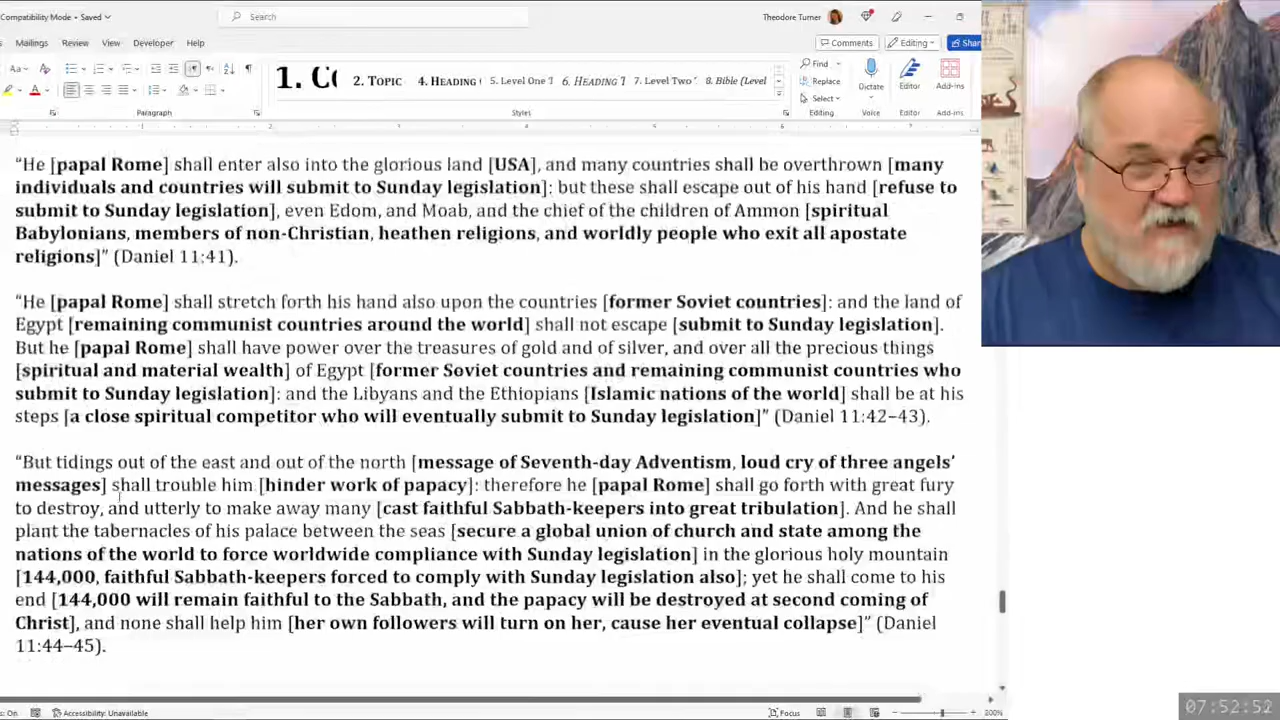 Compatibility Mode • Saved
Search
Theodore Turner
Mailings Review View Developer Help
Comments
Editing
Shar
Aa
1. Co
2. TOPIC
4. HEADING
5. Level One
6. HEADING
7. Level Two
8. Bible (Level
Find
Replace
Select
Dictate
Editor
Add-ins
Paragraph
Styles
Voice
“He [papal Rome] shall enter also into the glorious land [USA], and many countries shall be overthrown [many
individuals and countries will submit to Sunday legislation]: but these shall escape out of his hand [refuse to
submit to Sunday legislation], even Edom, and Moab, and the chief of the children of Ammon [spiritual
Babylonians, members of non-Christian, heathen religions, and worldly people who exit all apostate
religions]” (Daniel 11:41).
“He [papal Rome] shall stretch forth his hand also upon the countries [former Soviet countries]: and the land of
Egypt [remaining communist countries around the world] shall not escape [submit to Sunday legislation].
But he [papal Rome] shall have power over the treasures of gold and of silver, and over all the precious things
[spiritual and material wealth] of Egypt [former Soviet countries and remaining communist countries who
submit to Sunday legislation]: and the Libyans and the Ethiopians [Islamic nations of the world] shall be at his
steps [a close spiritual competitor who will eventually submit to Sunday legislation]” (Daniel 11:42–43).
“But tidings out of the east and out of the north [message of Seventh-day Adventism, loud cry of three angels’
messages] shall trouble him [hinder work of papacy]: therefore he [papal Rome] shall go forth with great fury
to destroy, and utterly to make away many [cast faithful Sabbath-keepers into great tribulation]. And he shall
plant the tabernacles of his palace between the seas [secure a global union of church and state among the
nations of the world to force worldwide compliance with Sunday legislation] in the glorious holy mountain
[144,000, faithful Sabbath-keepers forced to comply with Sunday legislation also]; yet he shall come to his
end [144,000 will remain faithful to the Sabbath, and the papacy will be destroyed at second coming of
Christ], and none shall help him [her own followers will turn on her, cause her eventual collapse]” (Daniel
11:44–45).
s: On
Accessibility: Unavailable
Focus
200%
07:52:52